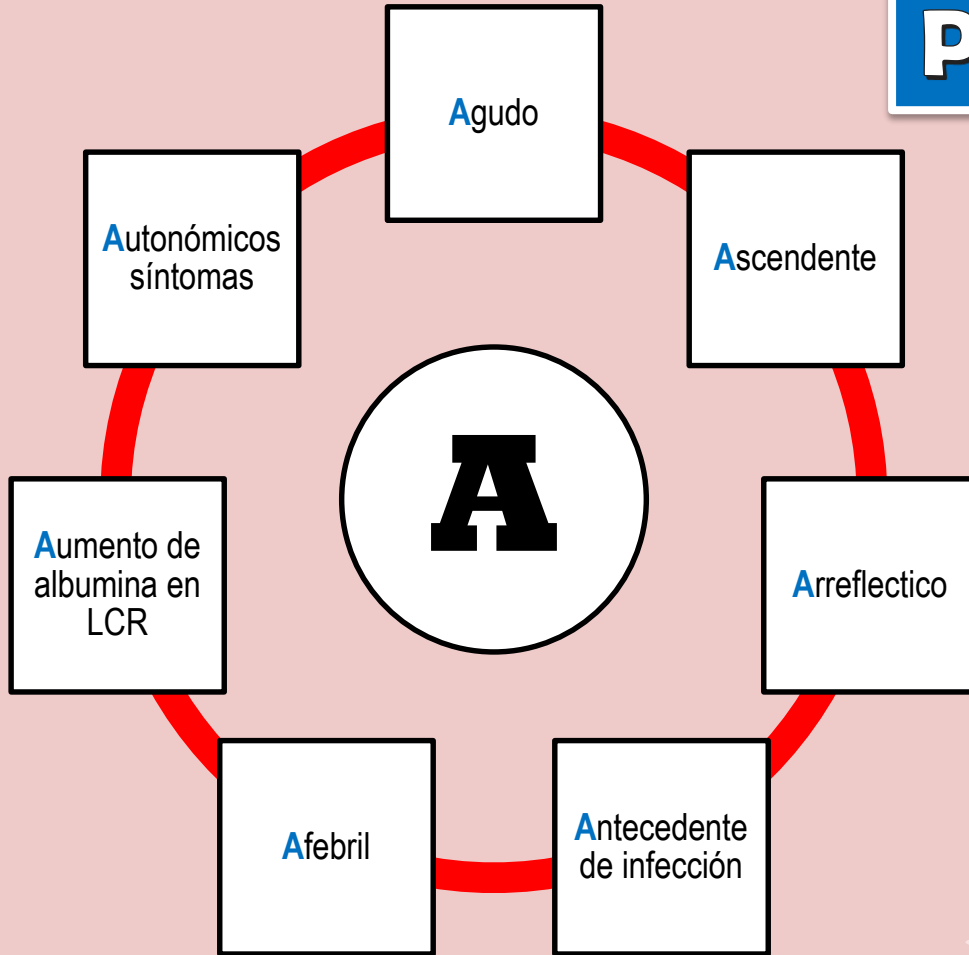 P
Agudo
Ascendente
Arreflectico
Antecedente
de infección
Afebril
Aumento de
albumina en
LCR
Autonómicos
síntomas
A